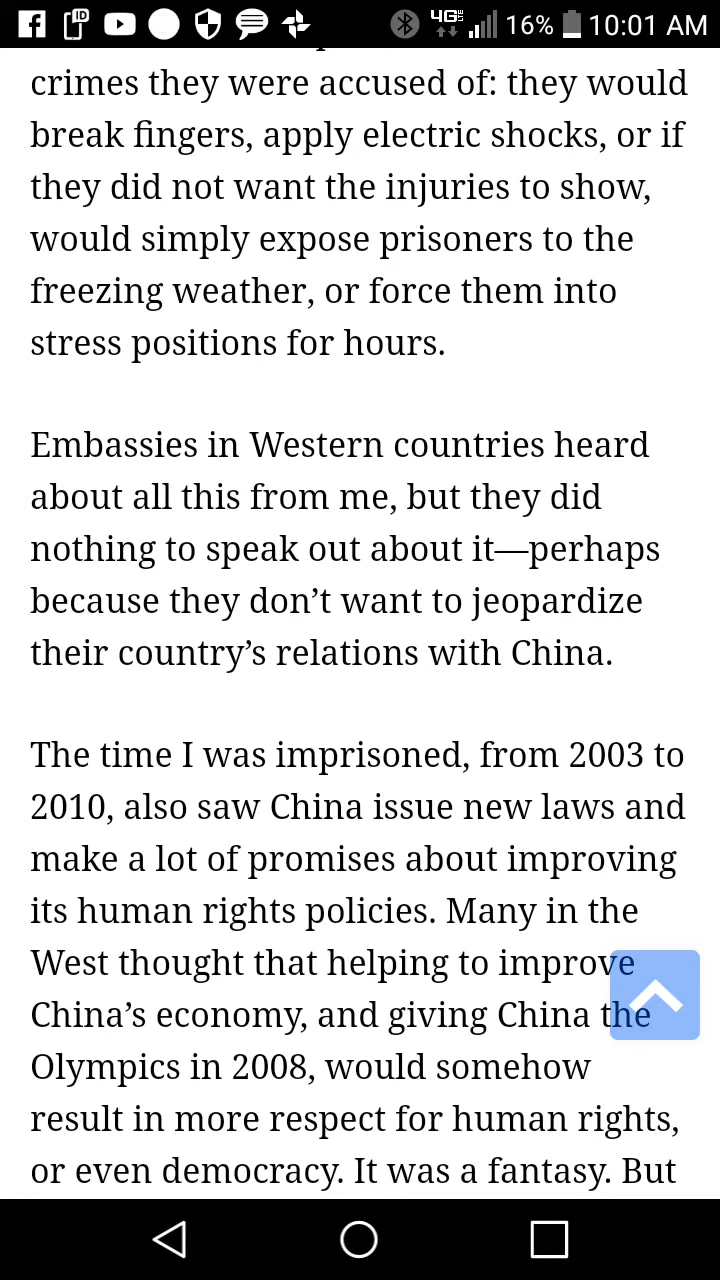 4G LTE 16% 10:01 AM
crimes they were accused of: they would
break fingers, apply electric shocks, or if
they did not want the injuries to show,
would simply expose prisoners to the
freezing weather, or force them into
stress positions for hours.
Embassies in Western countries heard
about all this from me, but they did
nothing to speak out about it—perhaps
because they don’t want to jeopardize
their country’s relations with China.
The time I was imprisoned, from 2003 to
2010, also saw China issue new laws and
make a lot of promises about improving
its human rights policies. Many in the
West thought that helping to improve
China’s economy, and giving China the
Olympics in 2008, would somehow
result in more respect for human rights,
or even democracy. It was a fantasy. But